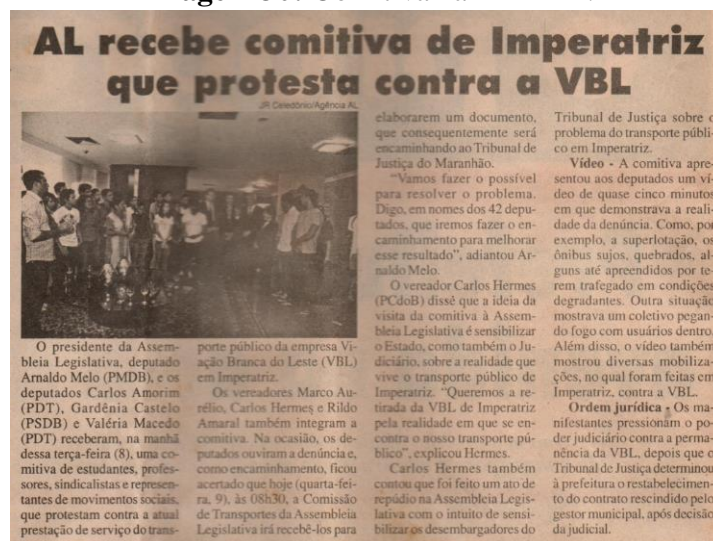 AL recebe comitiva de Imperatriz
que protesta contra a VBL
JR Celedônio/Agência AL
O presidente da Assem-
bleia Legislativa, deputado
Arnaldo Melo (PMDB), e os
deputados Carlos Amorim
(PDT), Gardênia Castelo
(PSDB) e Valéria Macedo
(PDT) receberam, na manhã
dessa terça-feira (8), uma co-
mitiva de estudantes, profes-
sores, sindicalistas e represen-
tantes de movimentos sociais,
que protestam contra a atual
prestação de serviço do trans-
porte público da empresa Vi-
ação Branca do Leste (VBL)
em Imperatriz.
Os vereadores Marco Au-
rélio, Carlos Hermes e Rildo
Amaral também integram a
comitiva. Na ocasião, os de-
putados ouviram a denúncia e,
como encaminhamento, ficou
acertado que hoje (quarta-fei-
ra, 9), às 08h30, a Comissão
de Transportes da Assembleia
Legislativa irá recebê-los para
elaborarem um documento,
que consequentemente será
encaminhando ao Tribunal de
Justiça do Maranhão.
"Vamos fazer o possível
para resolver o problema.
Digo, em nomes dos 42 depu-
tados, que iremos fazer o en-
caminhamento para melhorar
esse resultado", adiantou Ar-
naldo Melo.
O vereador Carlos Hermes
(PCdoB) disse que a ideia da
visita da comitiva à Assem-
bleia Legislativa é sensibilizar
o Estado, como também o Ju-
diciário, sobre a realidade que
vive o transporte público de
Imperatriz. "Queremos a re-
tirada da VBL de Imperatriz
pela realidade em que se en-
contra o nosso transporte pú-
blico", explicou Hermes.
Carlos Hermes também
contou que foi feito um ato de
repúdio na Assembleia Legis-
lativa com o intuito de sensi-
bilizar os desembargadores do
Tribunal de Justiça sobre o
problema do transporte públi-
co em Imperatriz.
Vídeo - A comitiva apre-
sentou aos deputados um ví-
deo de quase cinco minutos
em que demonstrava a reali-
dade da denúncia. Como, por
exemplo, a superlotação, os
ônibus sujos, quebrados, al-
guns até apreendidos por te-
rem trafegado em condições
degradantes. Outra situação
mostrava um coletivo pegan-
do fogo com usuários dentro.
Além disso, o vídeo também
mostrou diversas mobiliza-
ções, no qual foram feitas em
Imperatriz, contra a VBL.
Ordem jurídica - Os ma-
nifestantes pressionam o po-
der judiciário contra a perma-
nência da VBL, depois que o
Tribunal de Justiça determinou
à prefeitura o restabelecimen-
to do contrato rescindido pelo
gestor municipal, após decisão
da judicial.